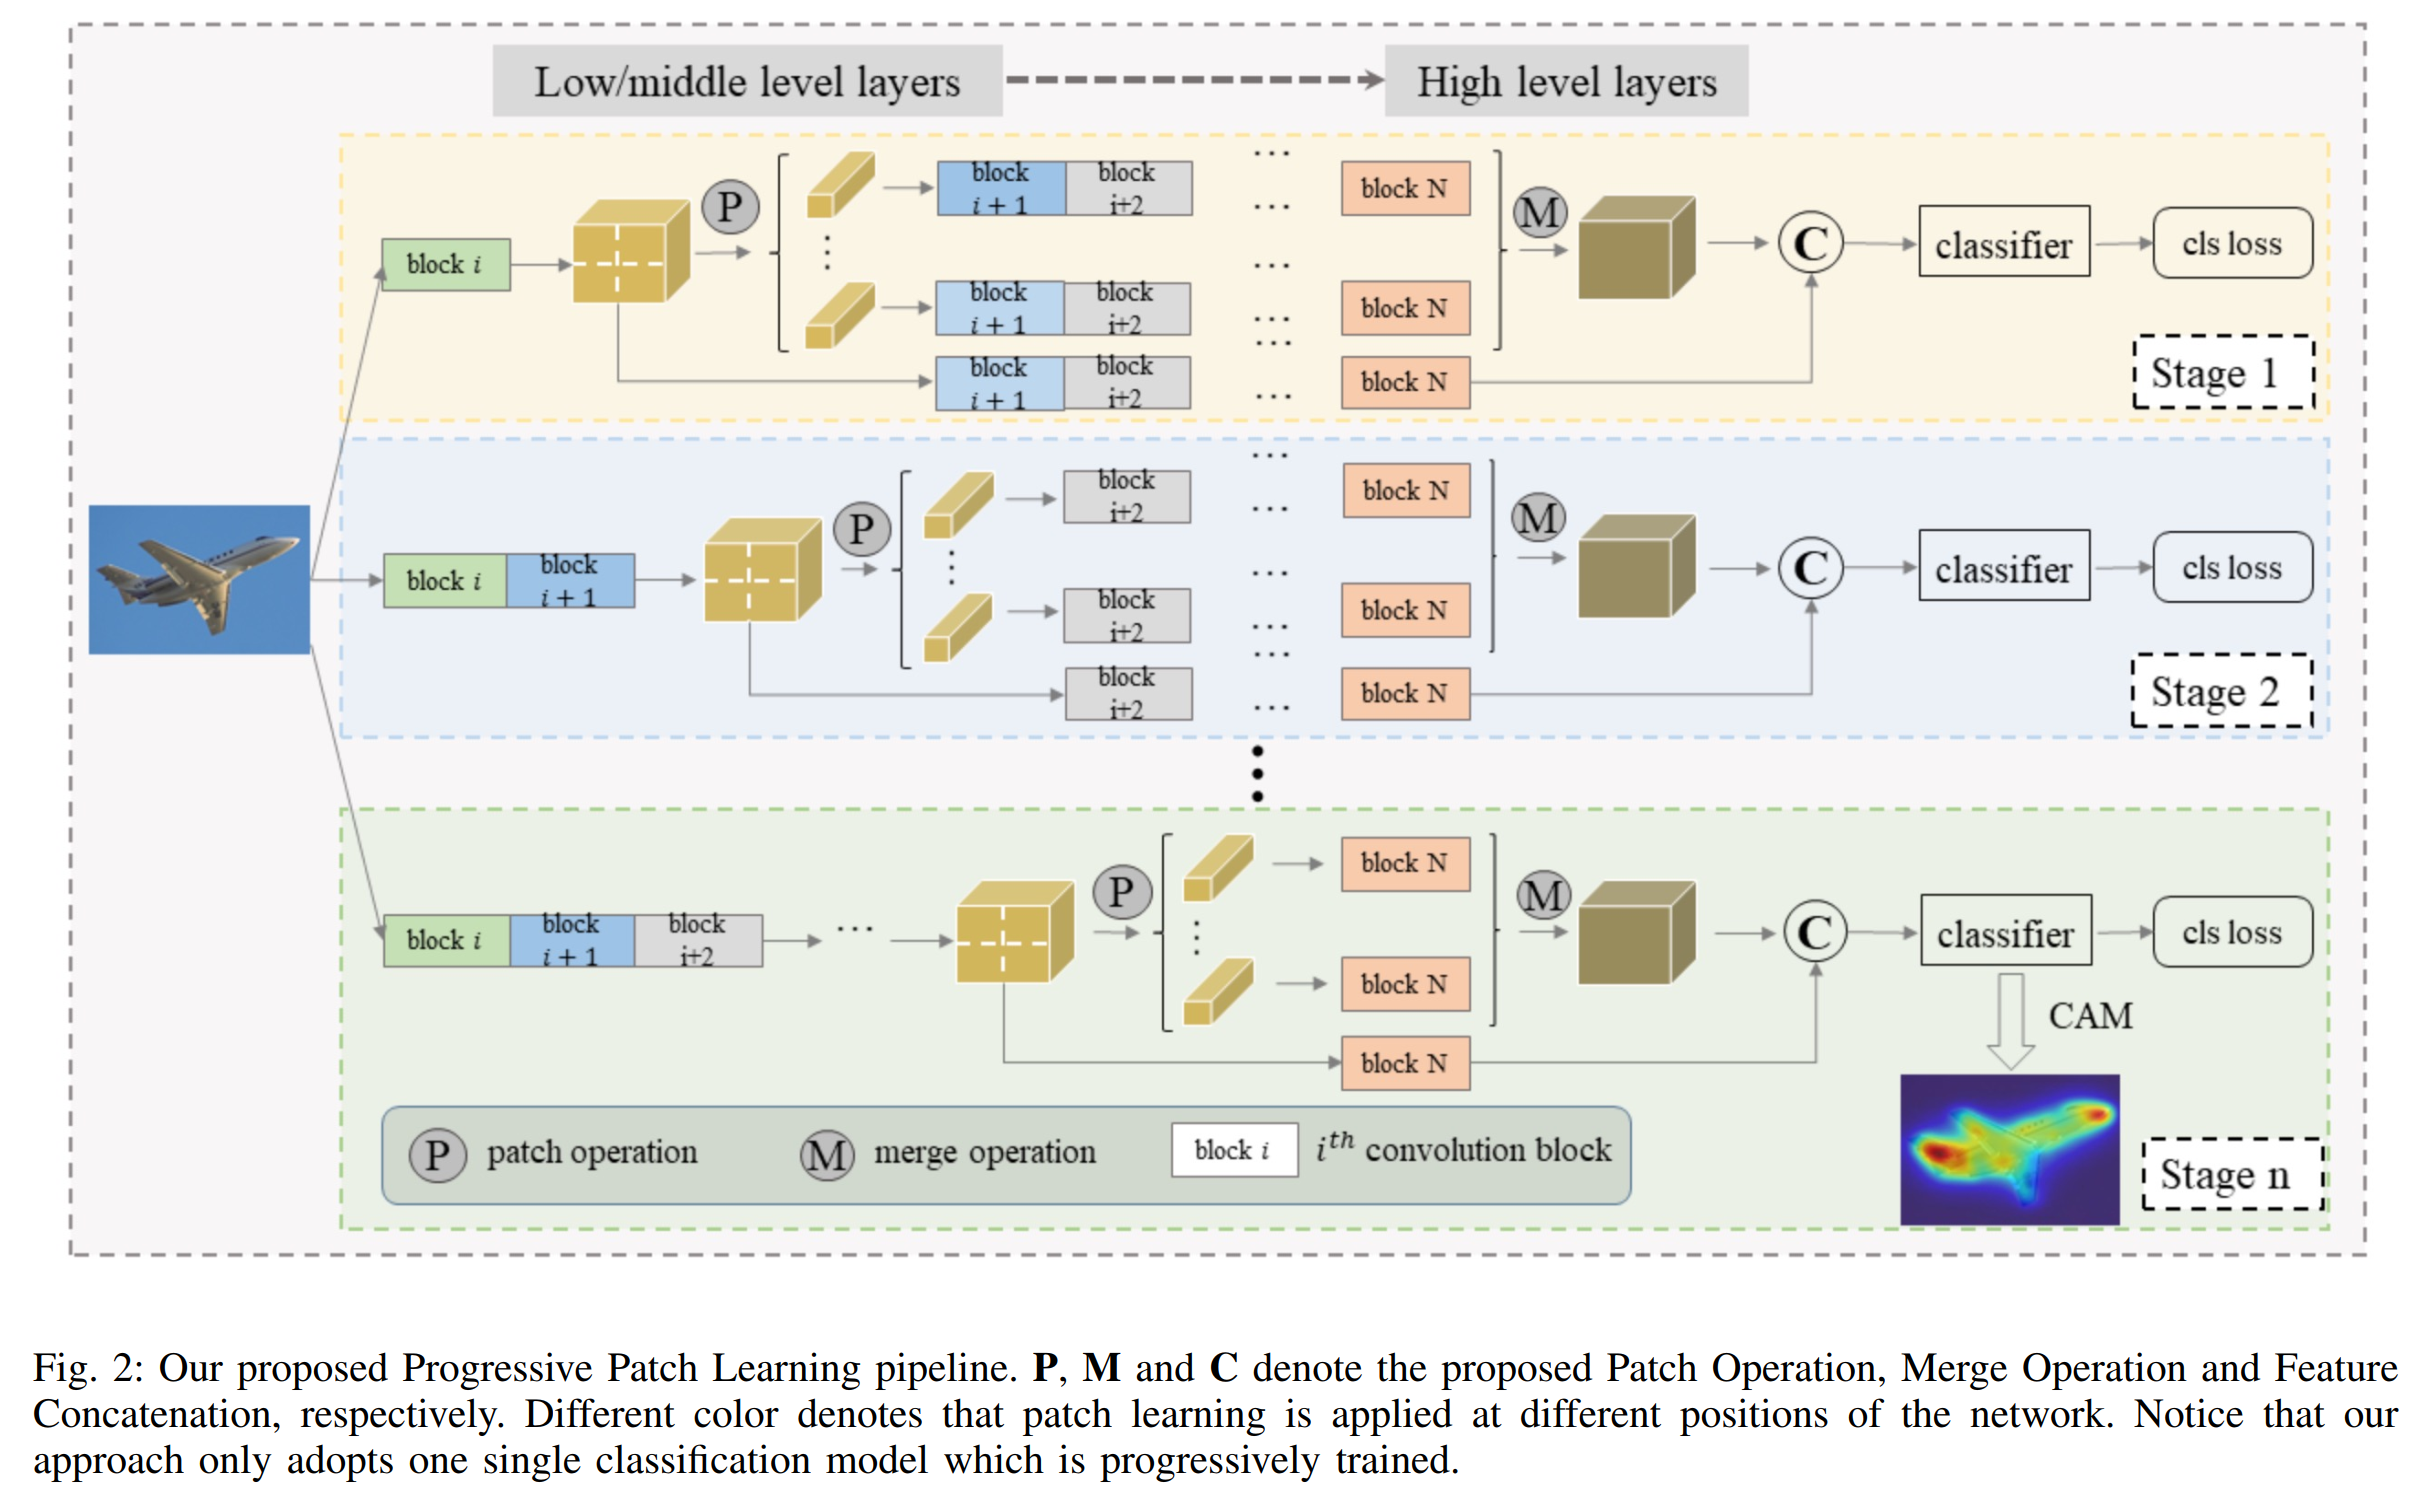 Low/middle level layers
High level layers
P
block
i + 1
block
i+2
...
...
block N
M
block i
C
classifier
cls loss
...
block
i + 1
block
i+2
...
block N
...
block
i + 1
block
i+2
...
block N
Stage 1
...
P
block
i+2
...
block N
M
block i
block
i + 1
C
classifier
cls loss
...
block
i+2
...
block N
...
block
i+2
...
block N
Stage 2
P
block N
M
block i
block
i + 1
block
i+2
...
C
classifier
cls loss
block N
CAM
block N
P patch operation
M merge operation
block i iᵗʰ convolution block
Stage n
Fig. 2: Our proposed Progressive Patch Learning pipeline. P, M and C denote the proposed Patch Operation, Merge Operation and Feature
Concatenation, respectively. Different color denotes that patch learning is applied at different positions of the network. Notice that our
approach only adopts one single classification model which is progressively trained.